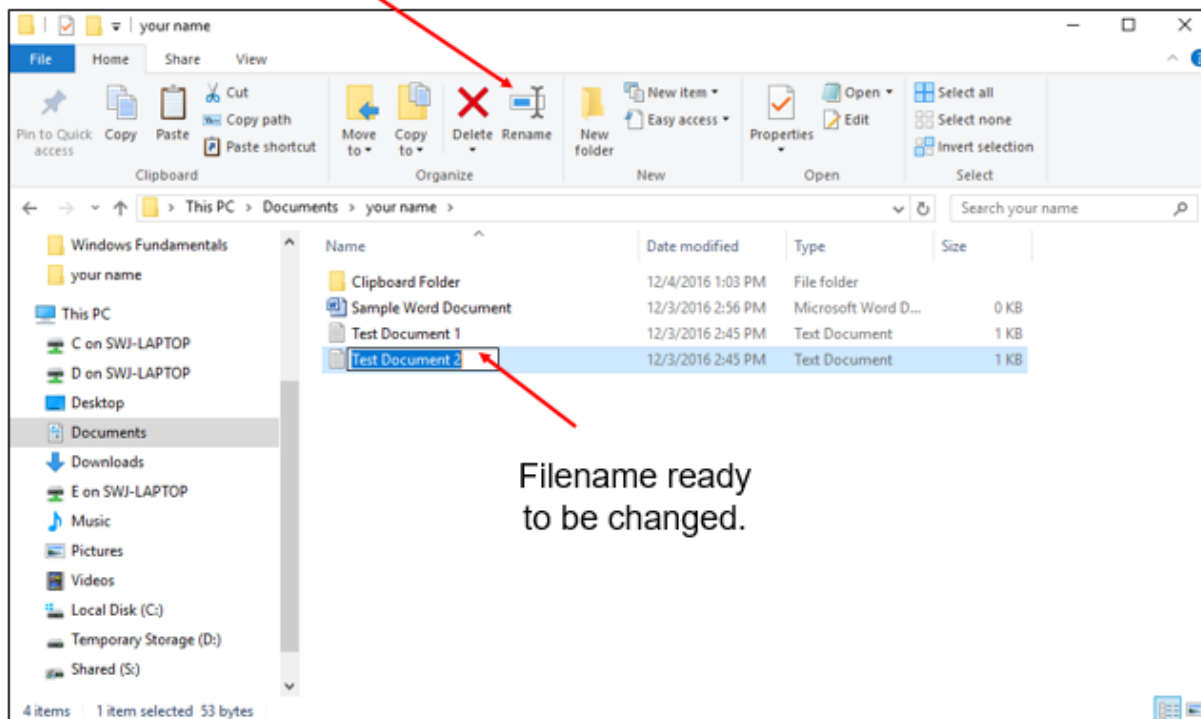 your name
File Home Share View
Pin to Quick access
Copy
Paste
Cut
Copy path
Paste shortcut
Clipboard
Move to
Copy to
Delete
Rename
Organize
New folder
New item
Easy access
New
Properties
Open
Edit
Open
Select all
Select none
Invert selection
Select
This PC > Documents > your name >
Search your name
Windows Fundamentals
your name
This PC
C on SWJ-LAPTOP
D on SWJ-LAPTOP
Desktop
Documents
Downloads
E on SWJ-LAPTOP
Music
Pictures
Videos
Local Disk (C:)
Temporary Storage (D:)
Shared (S:)
Name Date modified Type Size
Clipboard Folder 12/4/2016 1:03 PM File folder
Sample Word Document 12/3/2016 2:56 PM Microsoft Word D... 0 KB
Test Document 1 12/3/2016 2:45 PM Text Document 1 KB
Test Document 2 12/3/2016 2:45 PM Text Document 1 KB
Filename ready
to be changed.
4 items 1 item selected 53 bytes